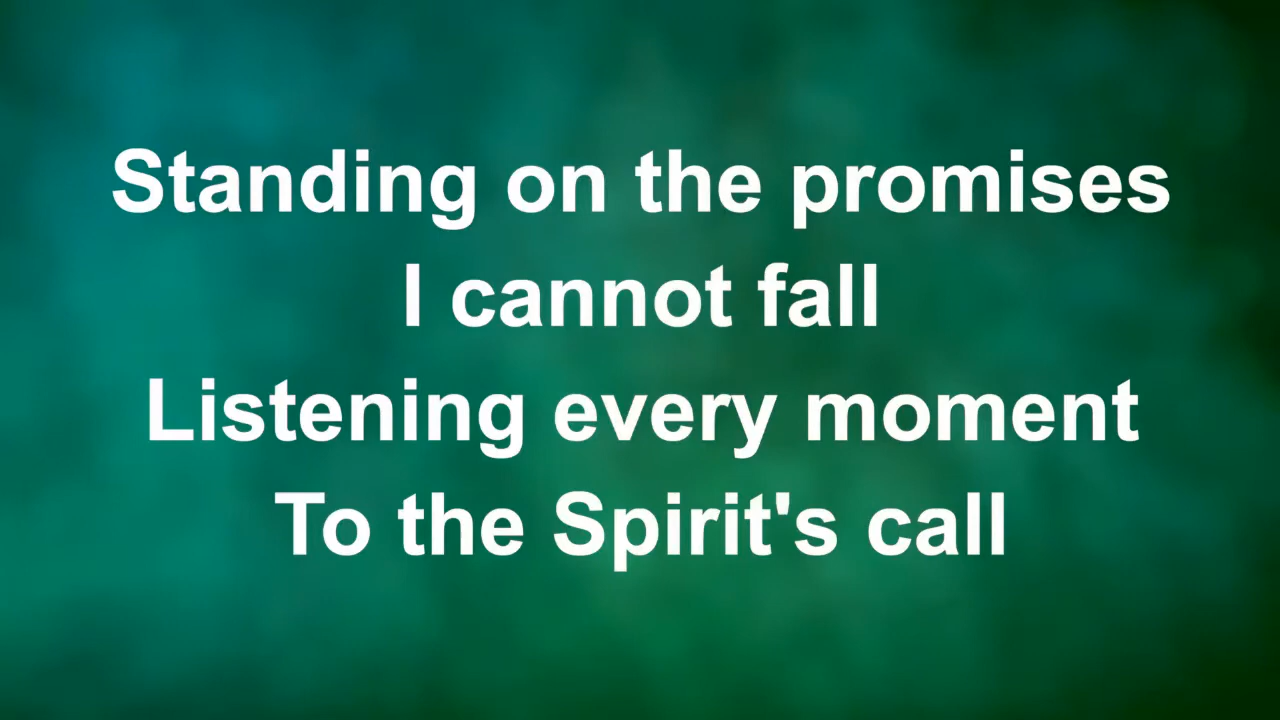 Standing on the promises
I cannot fall
Listening every moment
To the Spirit's call